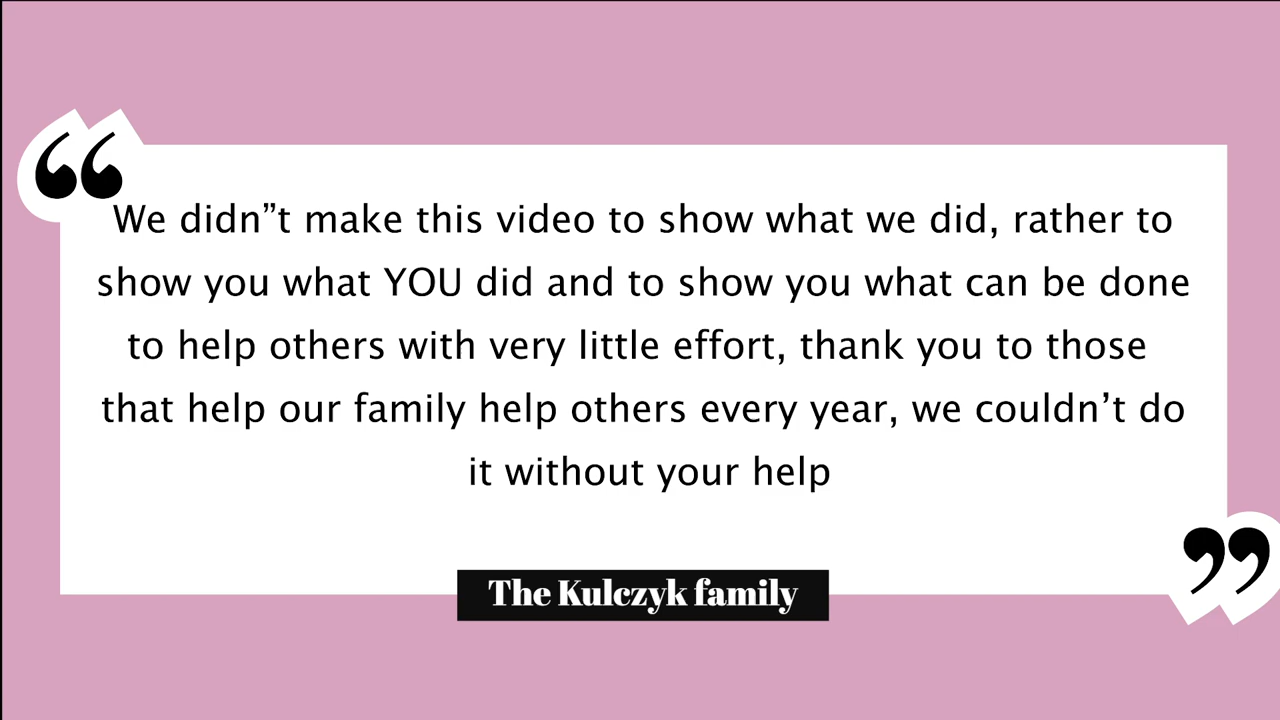 We didn”t make this video to show what we did, rather to
show you what YOU did and to show you what can be done
to help others with very little effort, thank you to those
that help our family help others every year, we couldn’t do
it without your help
The Kulczyk family